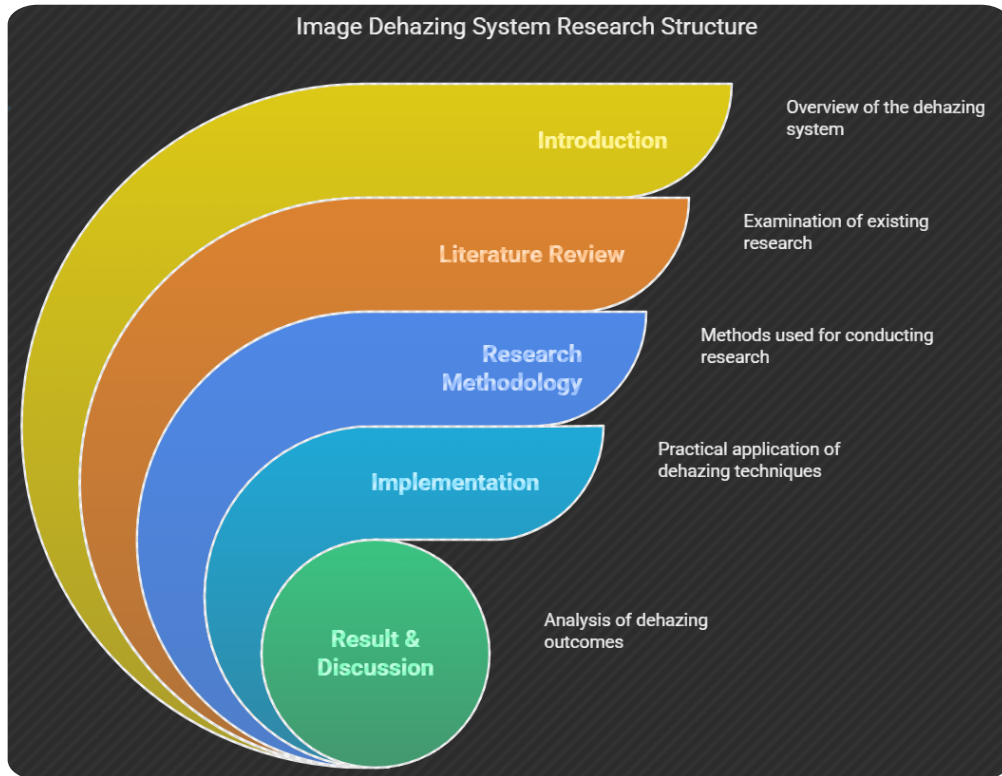 Image Dehazing System Research Structure
Introduction
Overview of the dehazing
system
Literature Review
Examination of existing
research
Research
Methodology
Methods used for conducting
research
Implementation
Practical application of
dehazing techniques
Result &
Discussion
Analysis of dehazing
outcomes